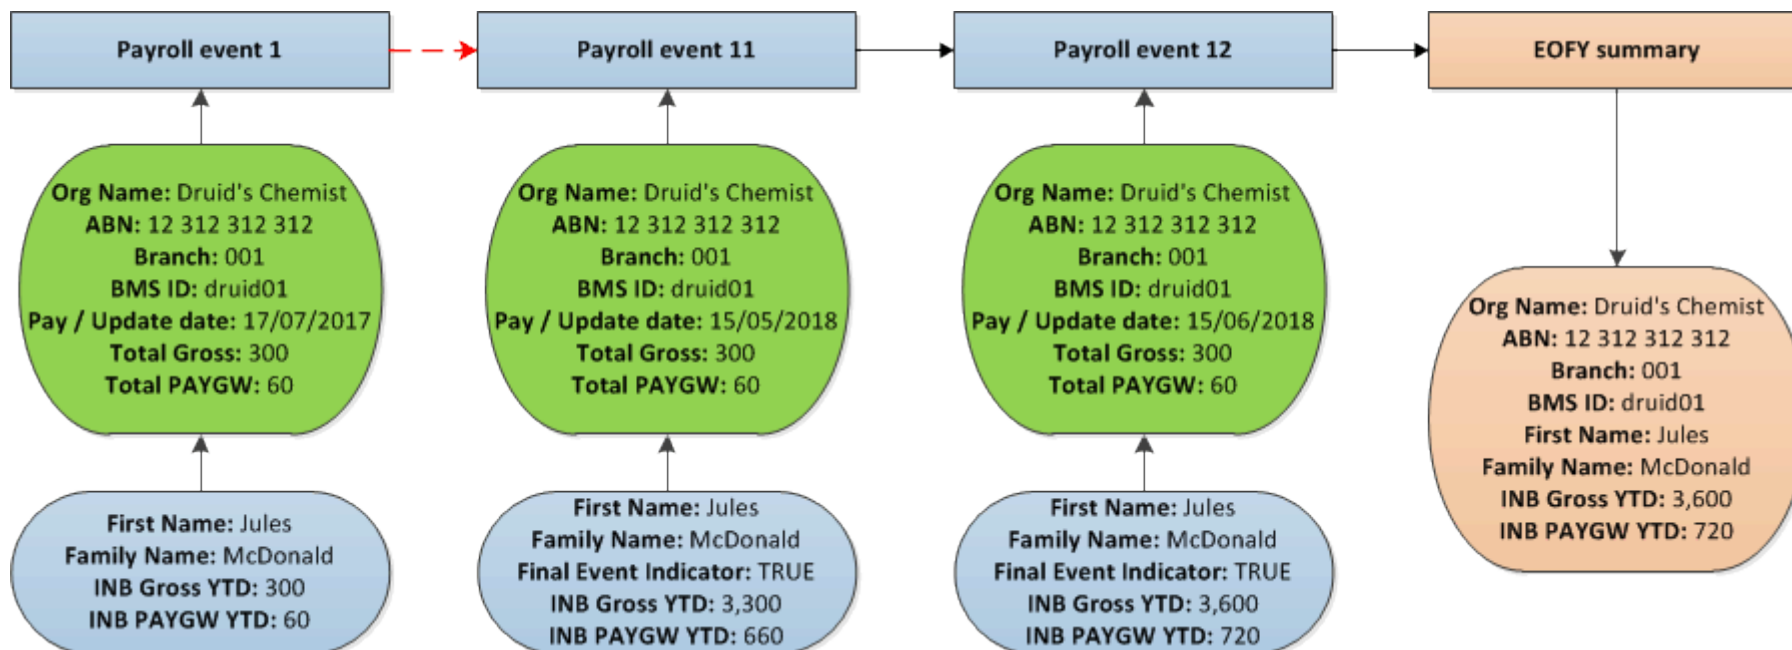 Payroll event 1
Payroll event 11
Payroll event 12
EOFY summary
Org Name: Druid's Chemist
ABN: 12 312 312 312
Branch: 001
BMS ID: druid01
Pay / Update date: 17/07/2017
Total Gross: 300
Total PAYGW: 60
Org Name: Druid's Chemist
ABN: 12 312 312 312
Branch: 001
BMS ID: druid01
Pay / Update date: 15/05/2018
Total Gross: 300
Total PAYGW: 60
Org Name: Druid's Chemist
ABN: 12 312 312 312
Branch: 001
BMS ID: druid01
Pay / Update date: 15/06/2018
Total Gross: 300
Total PAYGW: 60
Org Name: Druid's Chemist
ABN: 12 312 312 312
Branch: 001
BMS ID: druid01
First Name: Jules
Family Name: McDonald
INB Gross YTD: 3,600
INB PAYGW YTD: 720
First Name: Jules
Family Name: McDonald
INB Gross YTD: 300
INB PAYGW YTD: 60
First Name: Jules
Family Name: McDonald
Final Event Indicator: TRUE
INB Gross YTD: 3,300
INB PAYGW YTD: 660
First Name: Jules
Family Name: McDonald
Final Event Indicator: TRUE
INB Gross YTD: 3,600
INB PAYGW YTD: 720